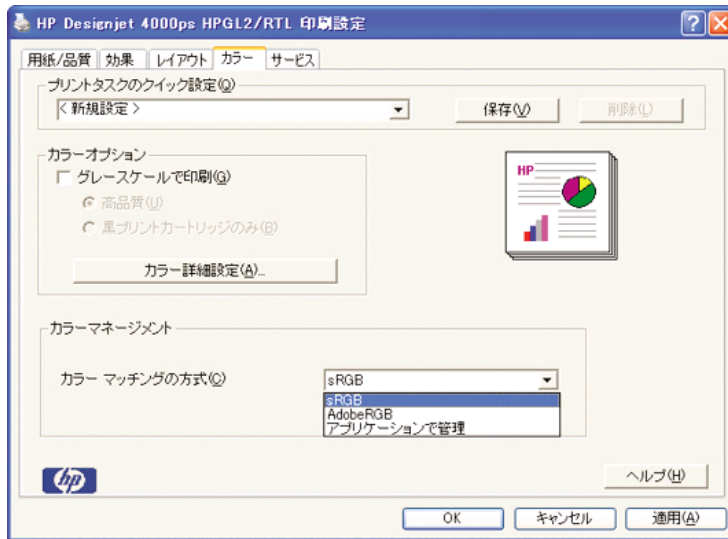 HP Designjet 4000ps HPGL2/RTL 印刷設定
用紙/品質 効果 レイアウト カラー サービス
プリントタスクのクイック設定(Q)
< 新規設定 >
保存(V)
削除(L)
カラーオプション
グレースケールで印刷(G)
高品質(U)
黒プリントカートリッジのみ(B)
カラー詳細設定(A)...
HP
カラーマネージメント
カラー マッチングの方式(C)
sRGB
sRGB
AdobeRGB
アプリケーションで管理
hp
ヘルプ(H)
OK
キャンセル
適用(A)